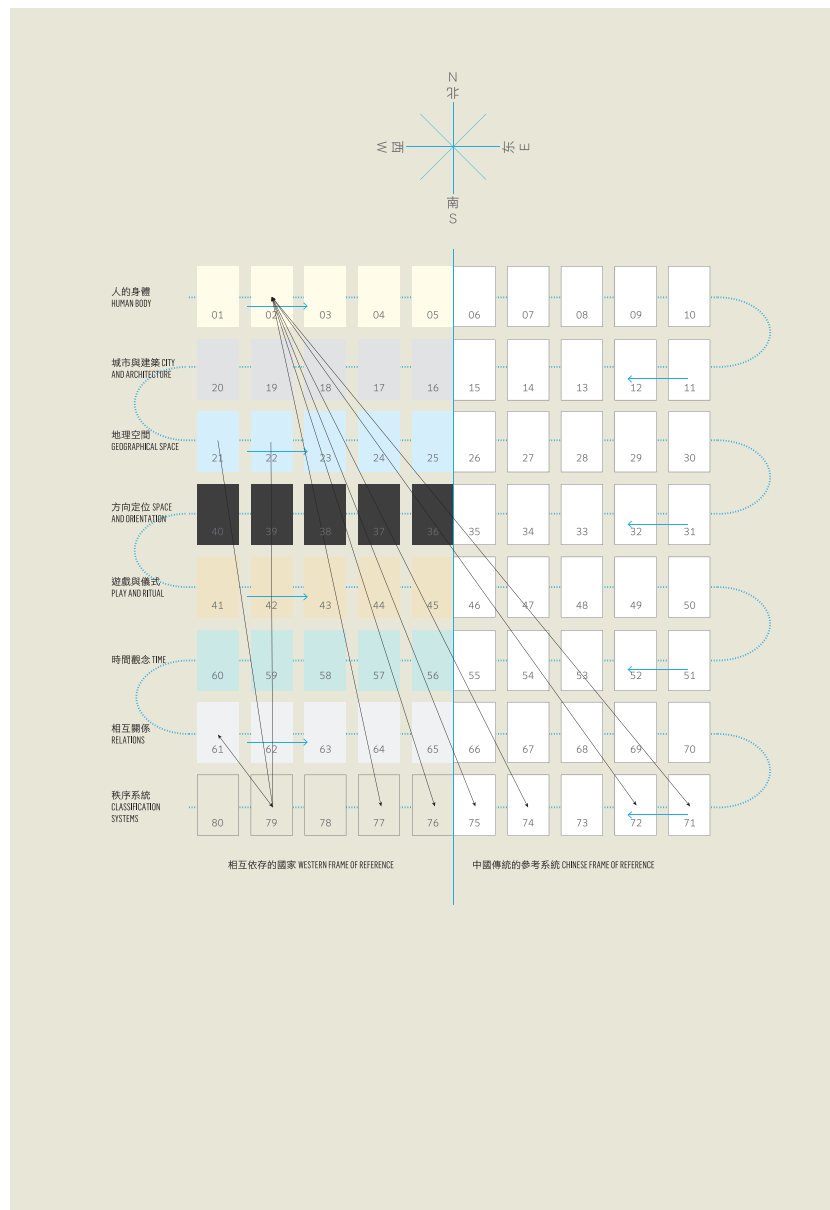 N
北
W 西
东 E
南
S
人的身體
HUMAN BODY
01 02 03 04 05 06 07 08 09 10
城市與建築 CITY
AND ARCHITECTURE
20 19 18 17 16 15 14 13 12 11
地理空間
GEOGRAPHICAL SPACE
21 22 23 24 25 26 27 28 29 30
方向定位 SPACE
AND ORIENTATION
40 39 38 37 36 35 34 33 32 31
遊戲與儀式
PLAY AND RITUAL
41 42 43 44 45 46 47 48 49 50
時間觀念 TIME
60 59 58 57 56 55 54 53 52 51
相互關係
RELATIONS
61 62 63 64 65 66 67 68 69 70
秩序系統
CLASSIFICATION
SYSTEMS
80 79 78 77 76 75 74 73 72 71
相互依存的國家 WESTERN FRAME OF REFERENCE
中國傳統的參考系統 CHINESE FRAME OF REFERENCE